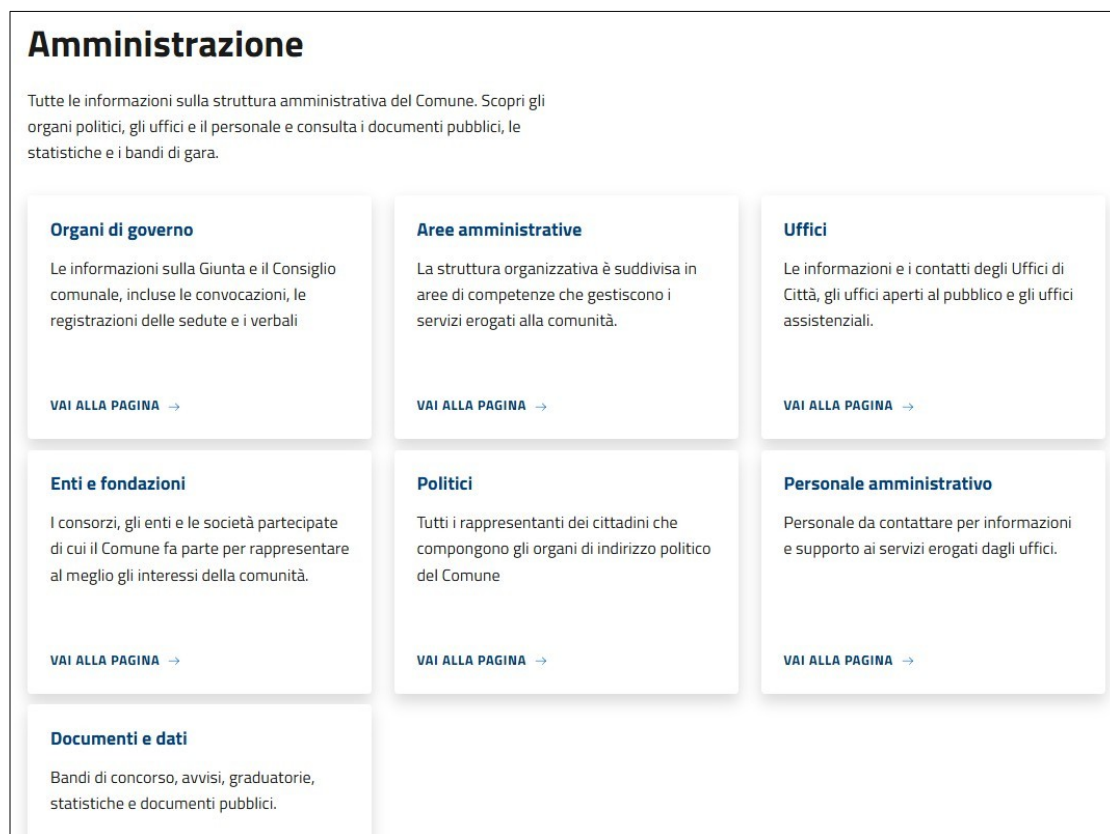 Amministrazione
Tutte le informazioni sulla struttura amministrativa del Comune. Scopri gli
organi politici, gli uffici e il personale e consulta i documenti pubblici, le
statistiche e i bandi di gara.
Organi di governo
Le informazioni sulla Giunta e il Consiglio
comunale, incluse le convocazioni, le
registrazioni delle sedute e i verbali
VAI ALLA PAGINA →
Aree amministrative
La struttura organizzativa è suddivisa in
aree di competenze che gestiscono i
servizi erogati alla comunità.
VAI ALLA PAGINA →
Uffici
Le informazioni e i contatti degli Uffici di
Città, gli uffici aperti al pubblico e gli uffici
assistenziali.
VAI ALLA PAGINA →
Enti e fondazioni
I consorzi, gli enti e le società partecipate
di cui il Comune fa parte per rappresentare
al meglio gli interessi della comunità.
VAI ALLA PAGINA →
Politici
Tutti i rappresentanti dei cittadini che
compongono gli organi di indirizzo politico
del Comune
VAI ALLA PAGINA →
Personale amministrativo
Personale da contattare per informazioni
e supporto ai servizi erogati dagli uffici.
VAI ALLA PAGINA →
Documenti e dati
Bandi di concorso, avvisi, graduatorie,
statistiche e documenti pubblici.